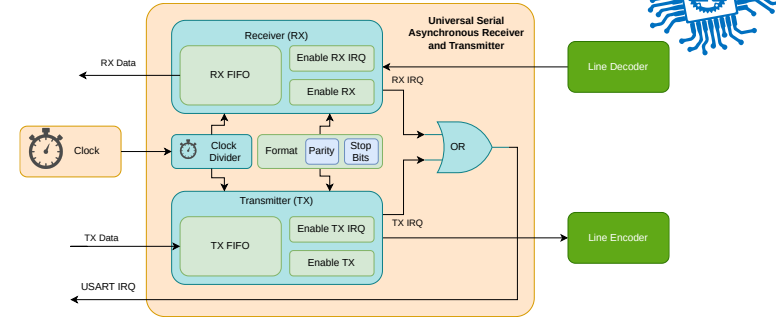 Universal Serial
Asynchronous Receiver
and Transmitter
Receiver (RX)
RX FIFO
Enable RX IRQ
Enable RX
RX Data
RX IRQ
Line Decoder
Clock
Clock
Divider
Format
Parity
Stop
Bits
OR
Transmitter (TX)
TX FIFO
Enable TX IRQ
Enable TX
TX IRQ
TX Data
Line Encoder
USART IRQ